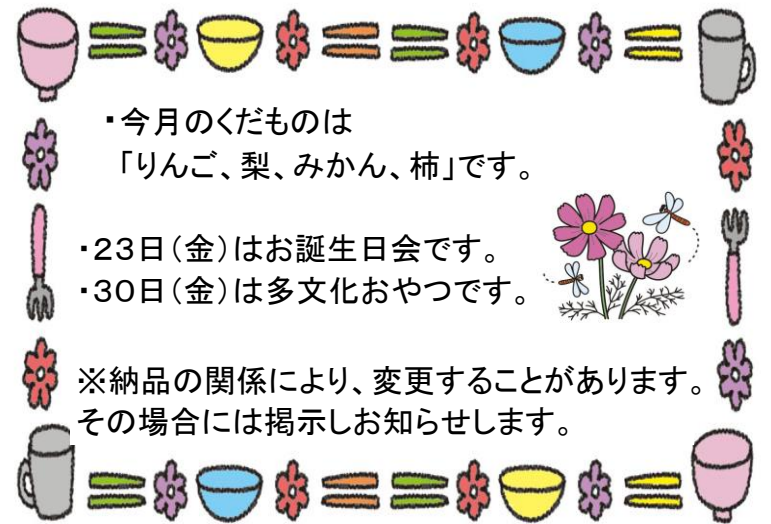 ・今月のくだものは
「りんご、梨、みかん、柿」です。
・23日（金）はお誕生日会です。
・30日（金）は多文化おやつです。
※納品の関係により、変更することがあります。
その場合には掲示しお知らせします。